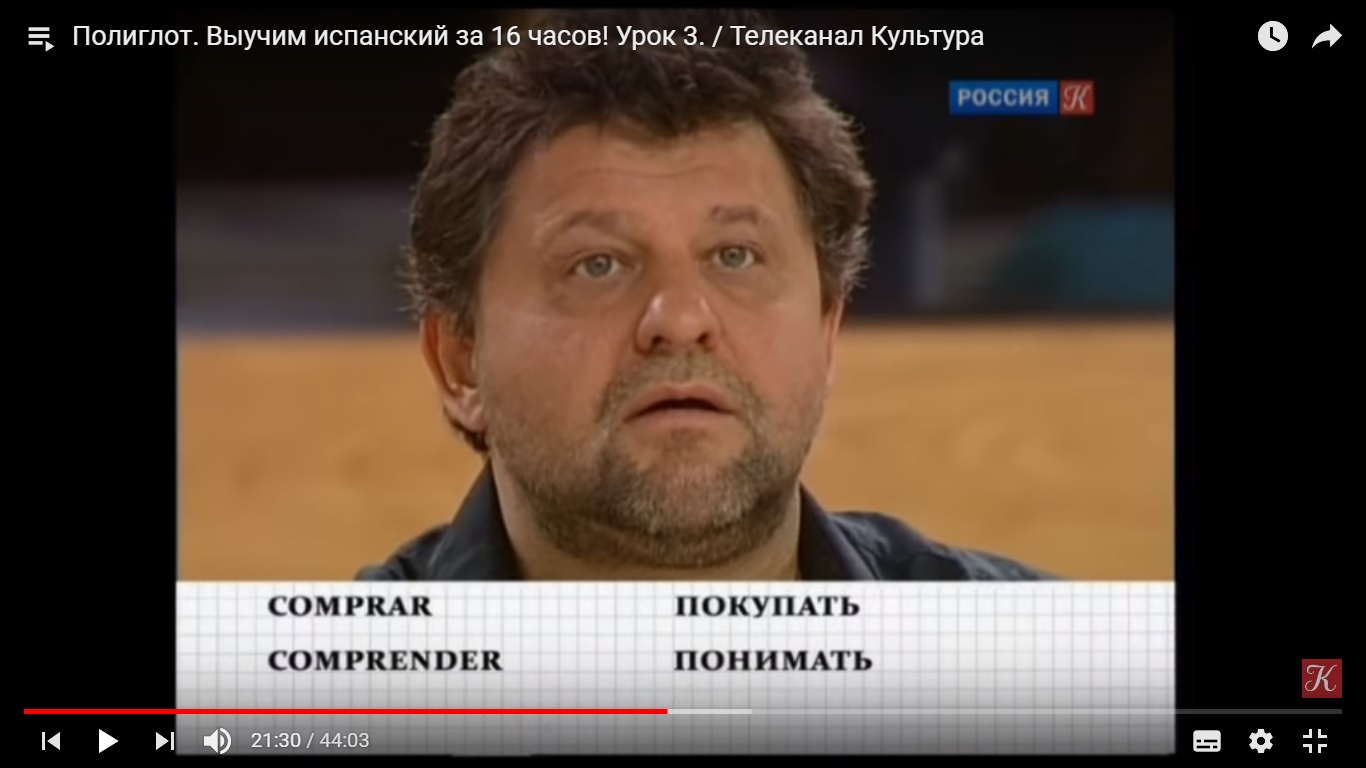 Полиглот. Выучим испанский за 16 часов! Урок 3. / Телеканал Культура
РОССИЯ К
COMPRAR ПОКУПАТЬ
COMPRENDER ПОНИМАТЬ
К
21:30 / 44:03